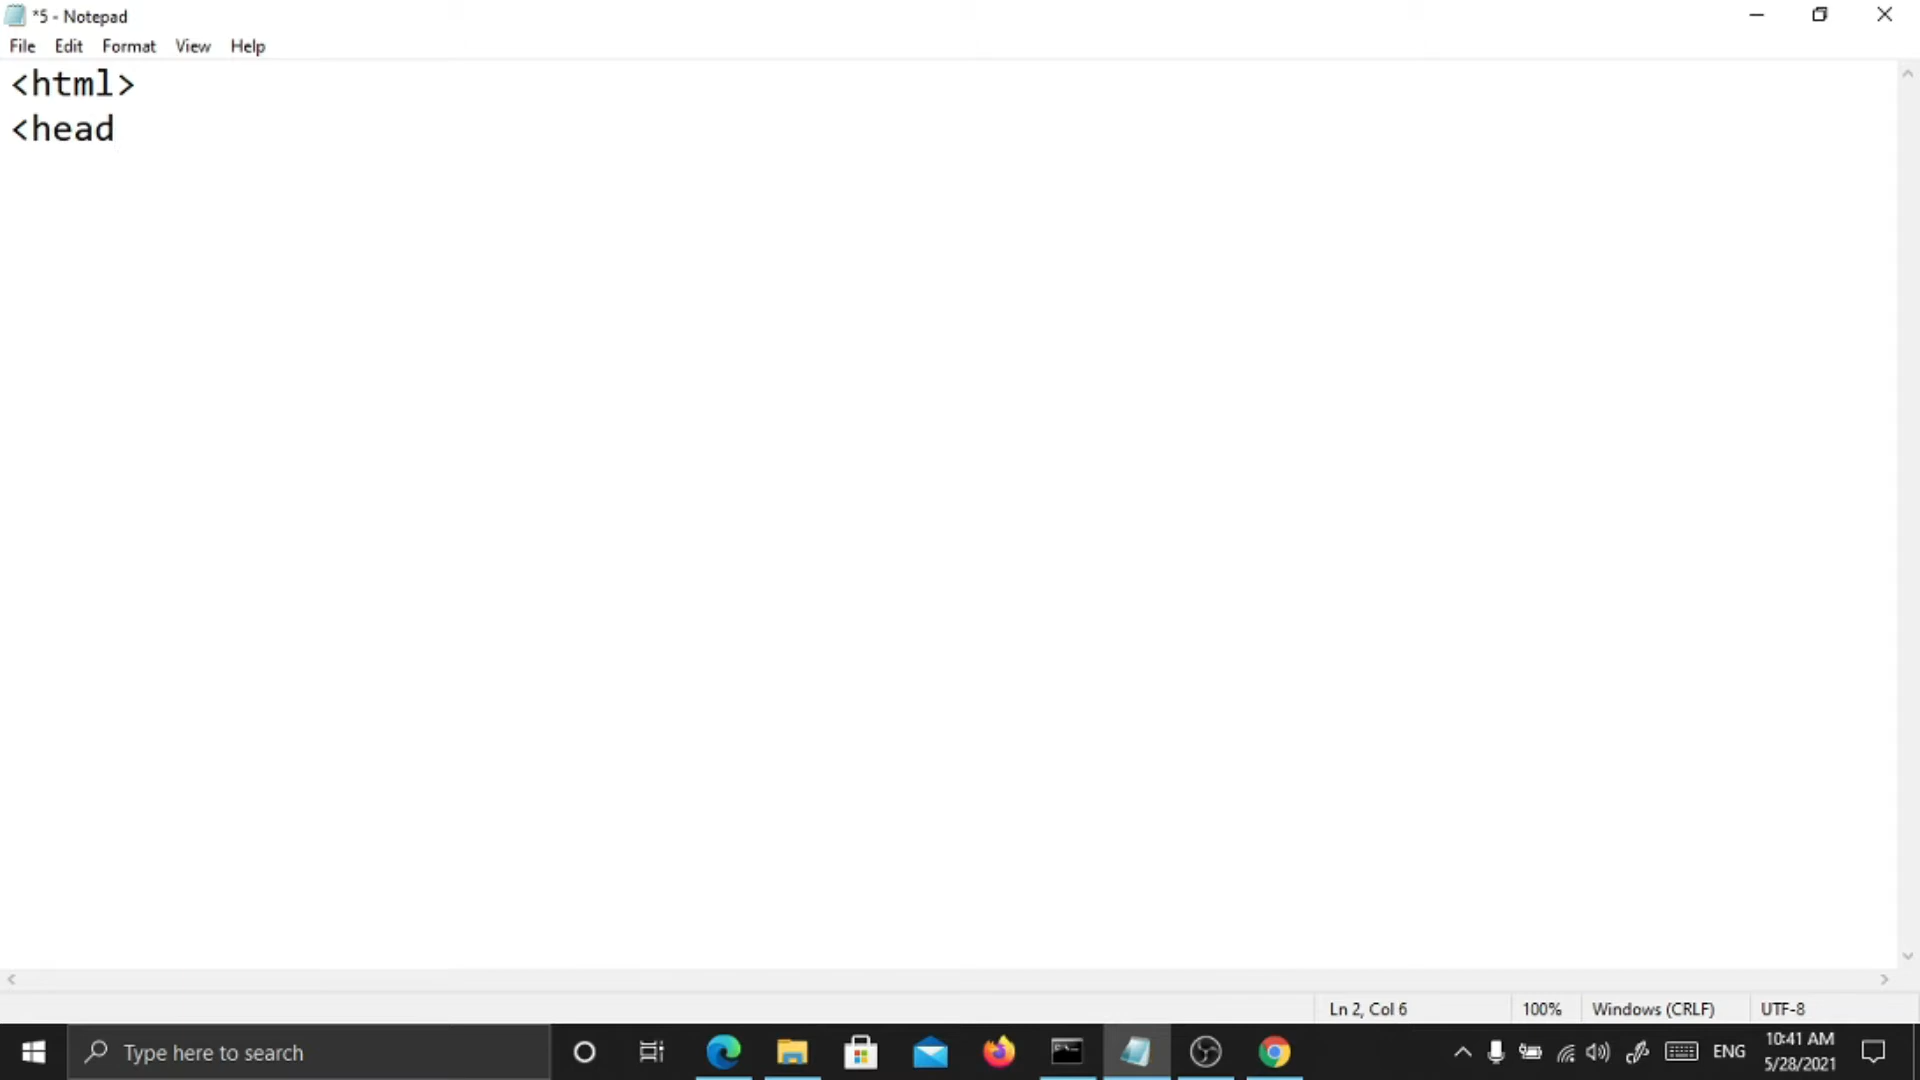 *5 - Notepad
File Edit Format View Help
<html>
<head
Ln 2, Col 6 100% Windows (CRLF) UTF-8
Type here to search
ENG
10:41 AM
5/28/2021